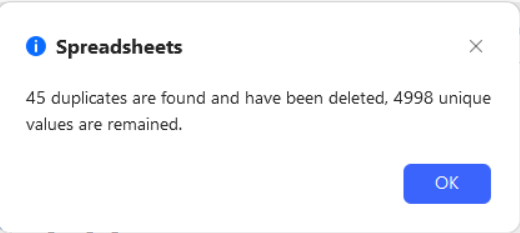 Spreadsheets
45 duplicates are found and have been deleted, 4998 unique
values are remained.
OK